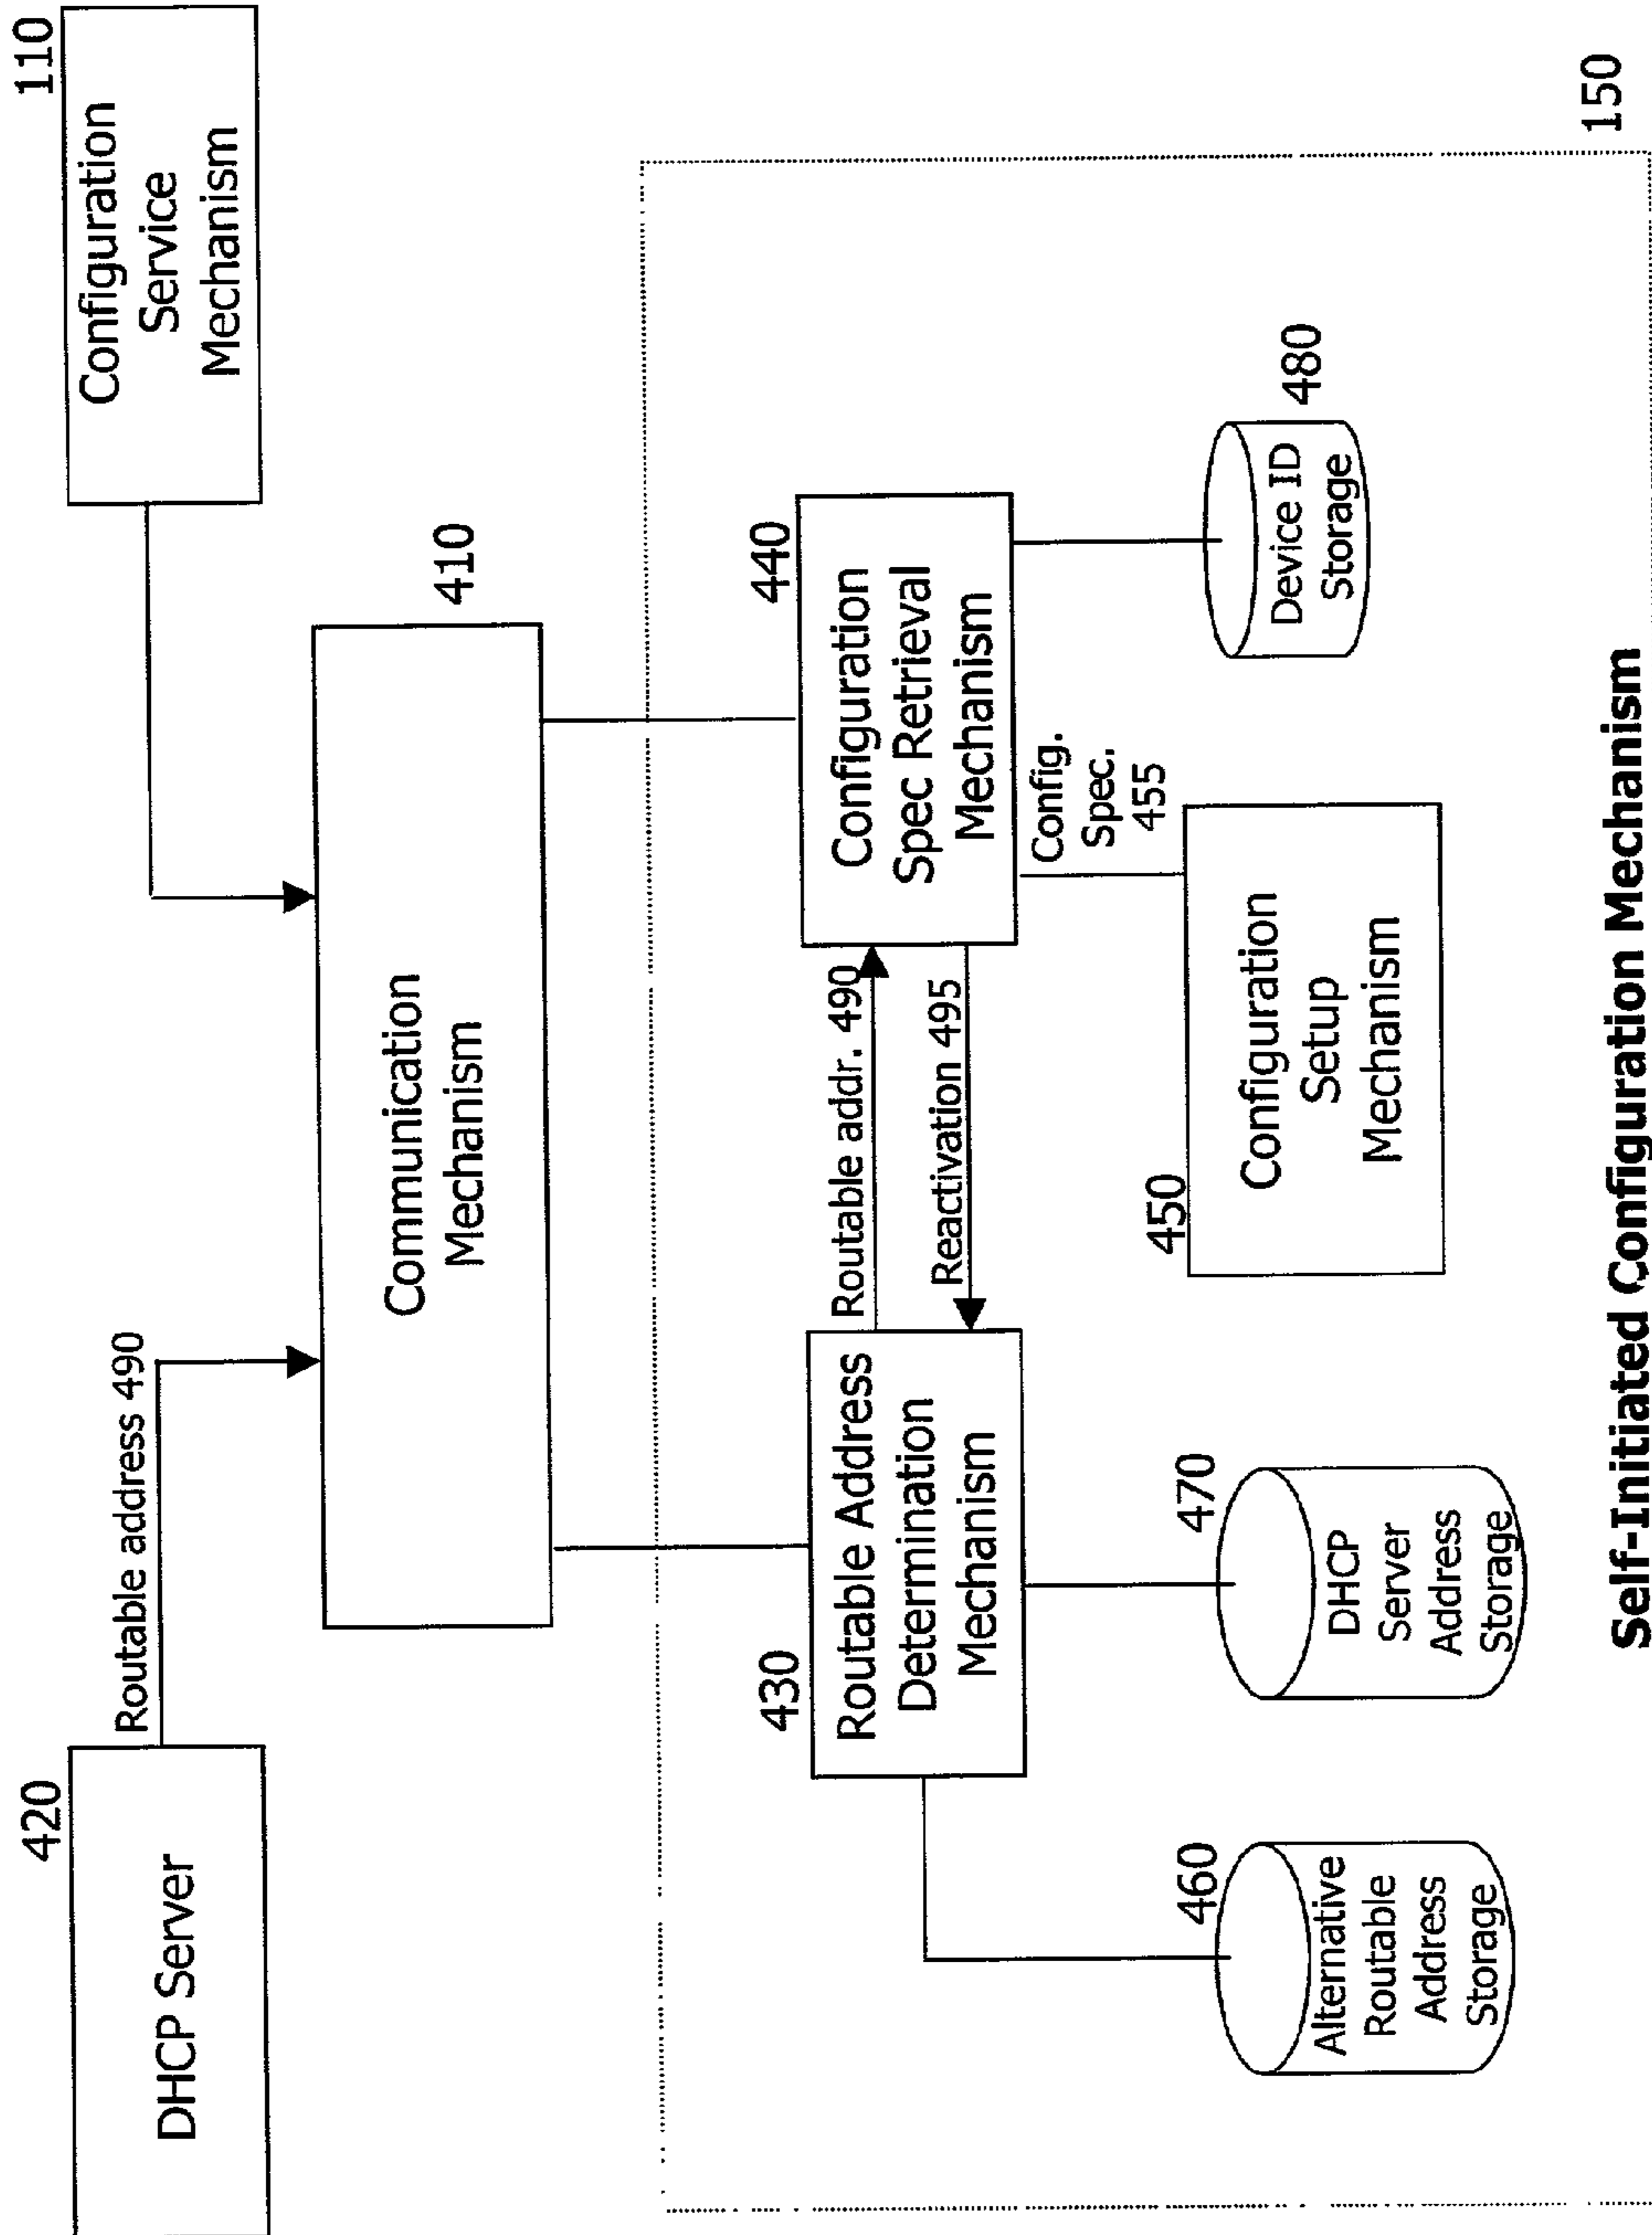 420
DHCP Server
Routable address 490
110
Configuration
Service
Mechanism
Communication
Mechanism
410
430
Routable Address
Determination
Mechanism
Routable addr. 490
Reactivation 495
440
Configuration
Spec Retrieval
Mechanism
Config.
Spec.
455
460
Alternative
Routable
Address
Storage
470
DHCP
Server
Address
Storage
450
Configuration
Setup
Mechanism
480
Device ID
Storage
Self-Initiated Configuration Mechanism
150